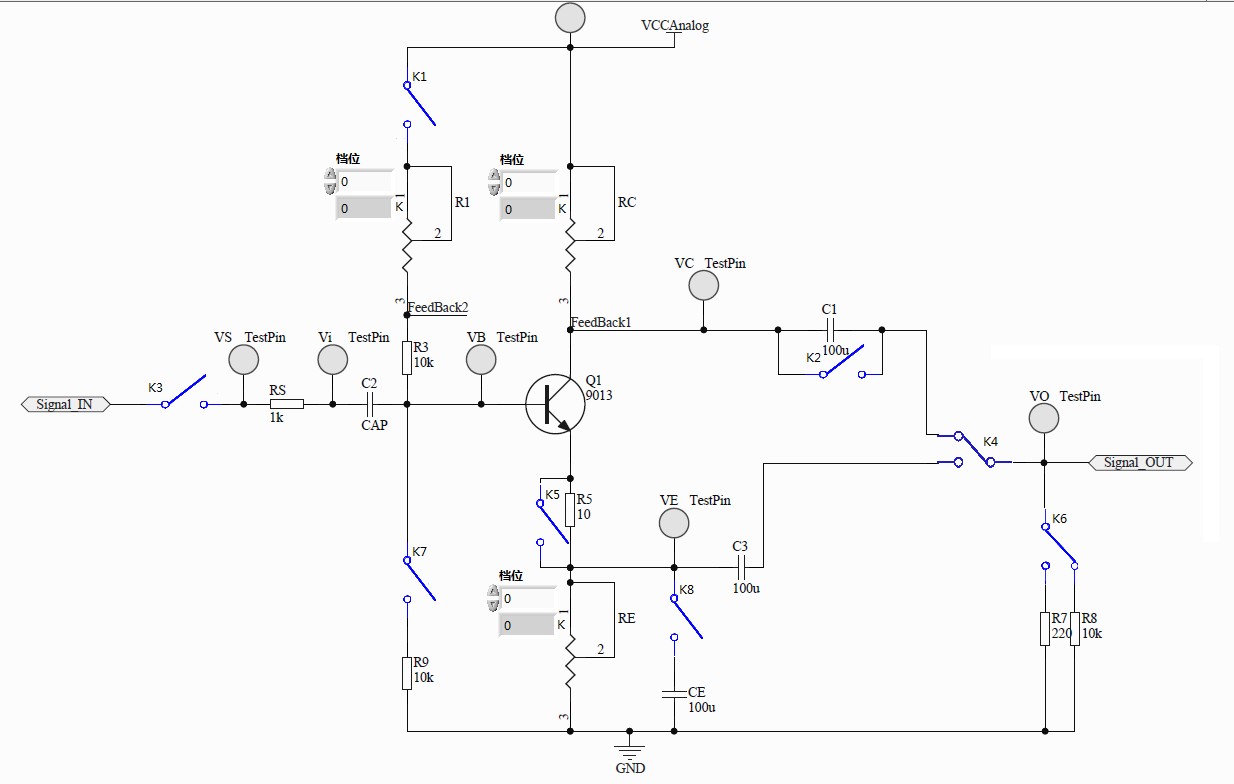 VCCAnalog
K1
档位
0
0
K
1
2
3
R1
档位
0
0
K
1
2
3
RC
FeedBack2
FeedBack1
VC TestPin
C1
100u
K2
VS TestPin
Vi TestPin
VB TestPin
R3
10k
K3
RS
1k
C2
CAP
Q1
9013
Signal_IN
VO TestPin
K4
Signal_OUT
K5
R5
10
VE TestPin
K6
C3
100u
K7
档位
0
0
K
1
2
3
RE
K8
R7
220
R8
10k
R9
10k
CE
100u
GND